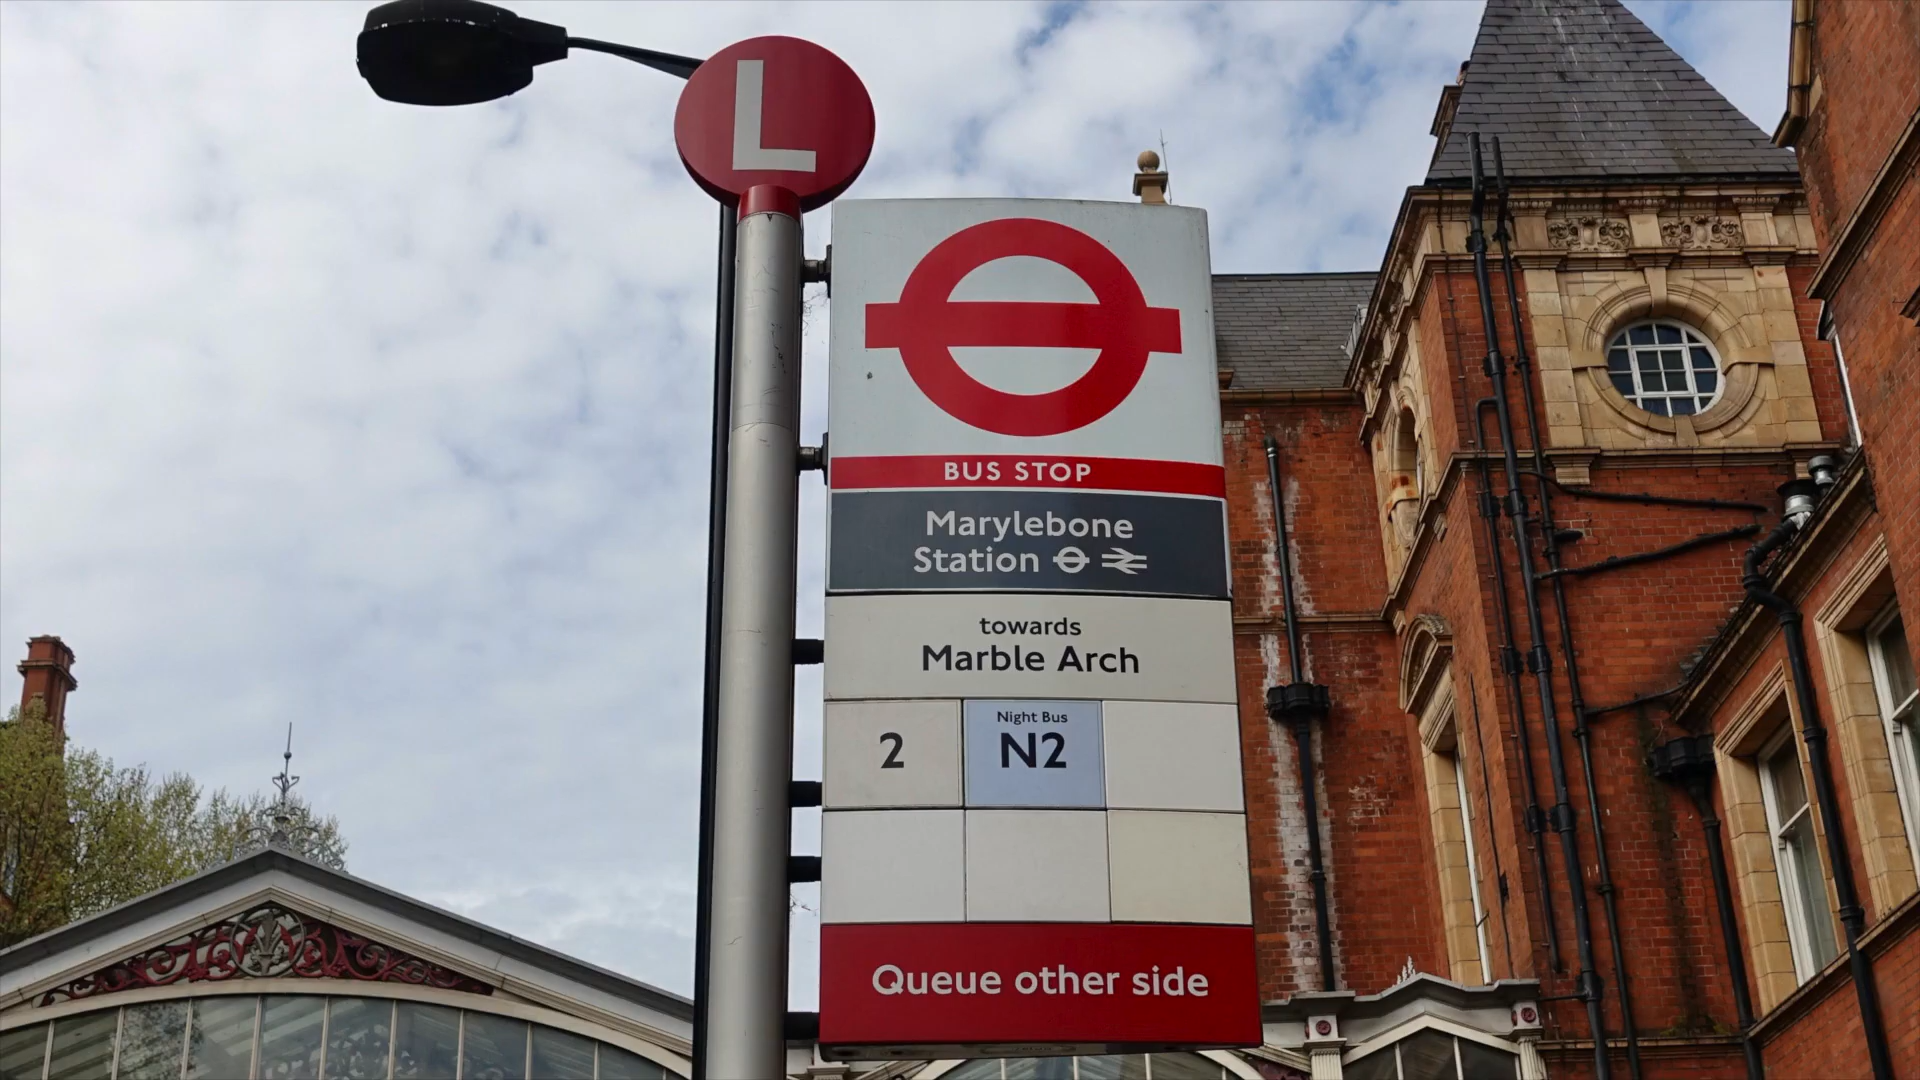 L
BUS STOP
Marylebone
Station
towards
Marble Arch
2
Night Bus
N2
Queue other side